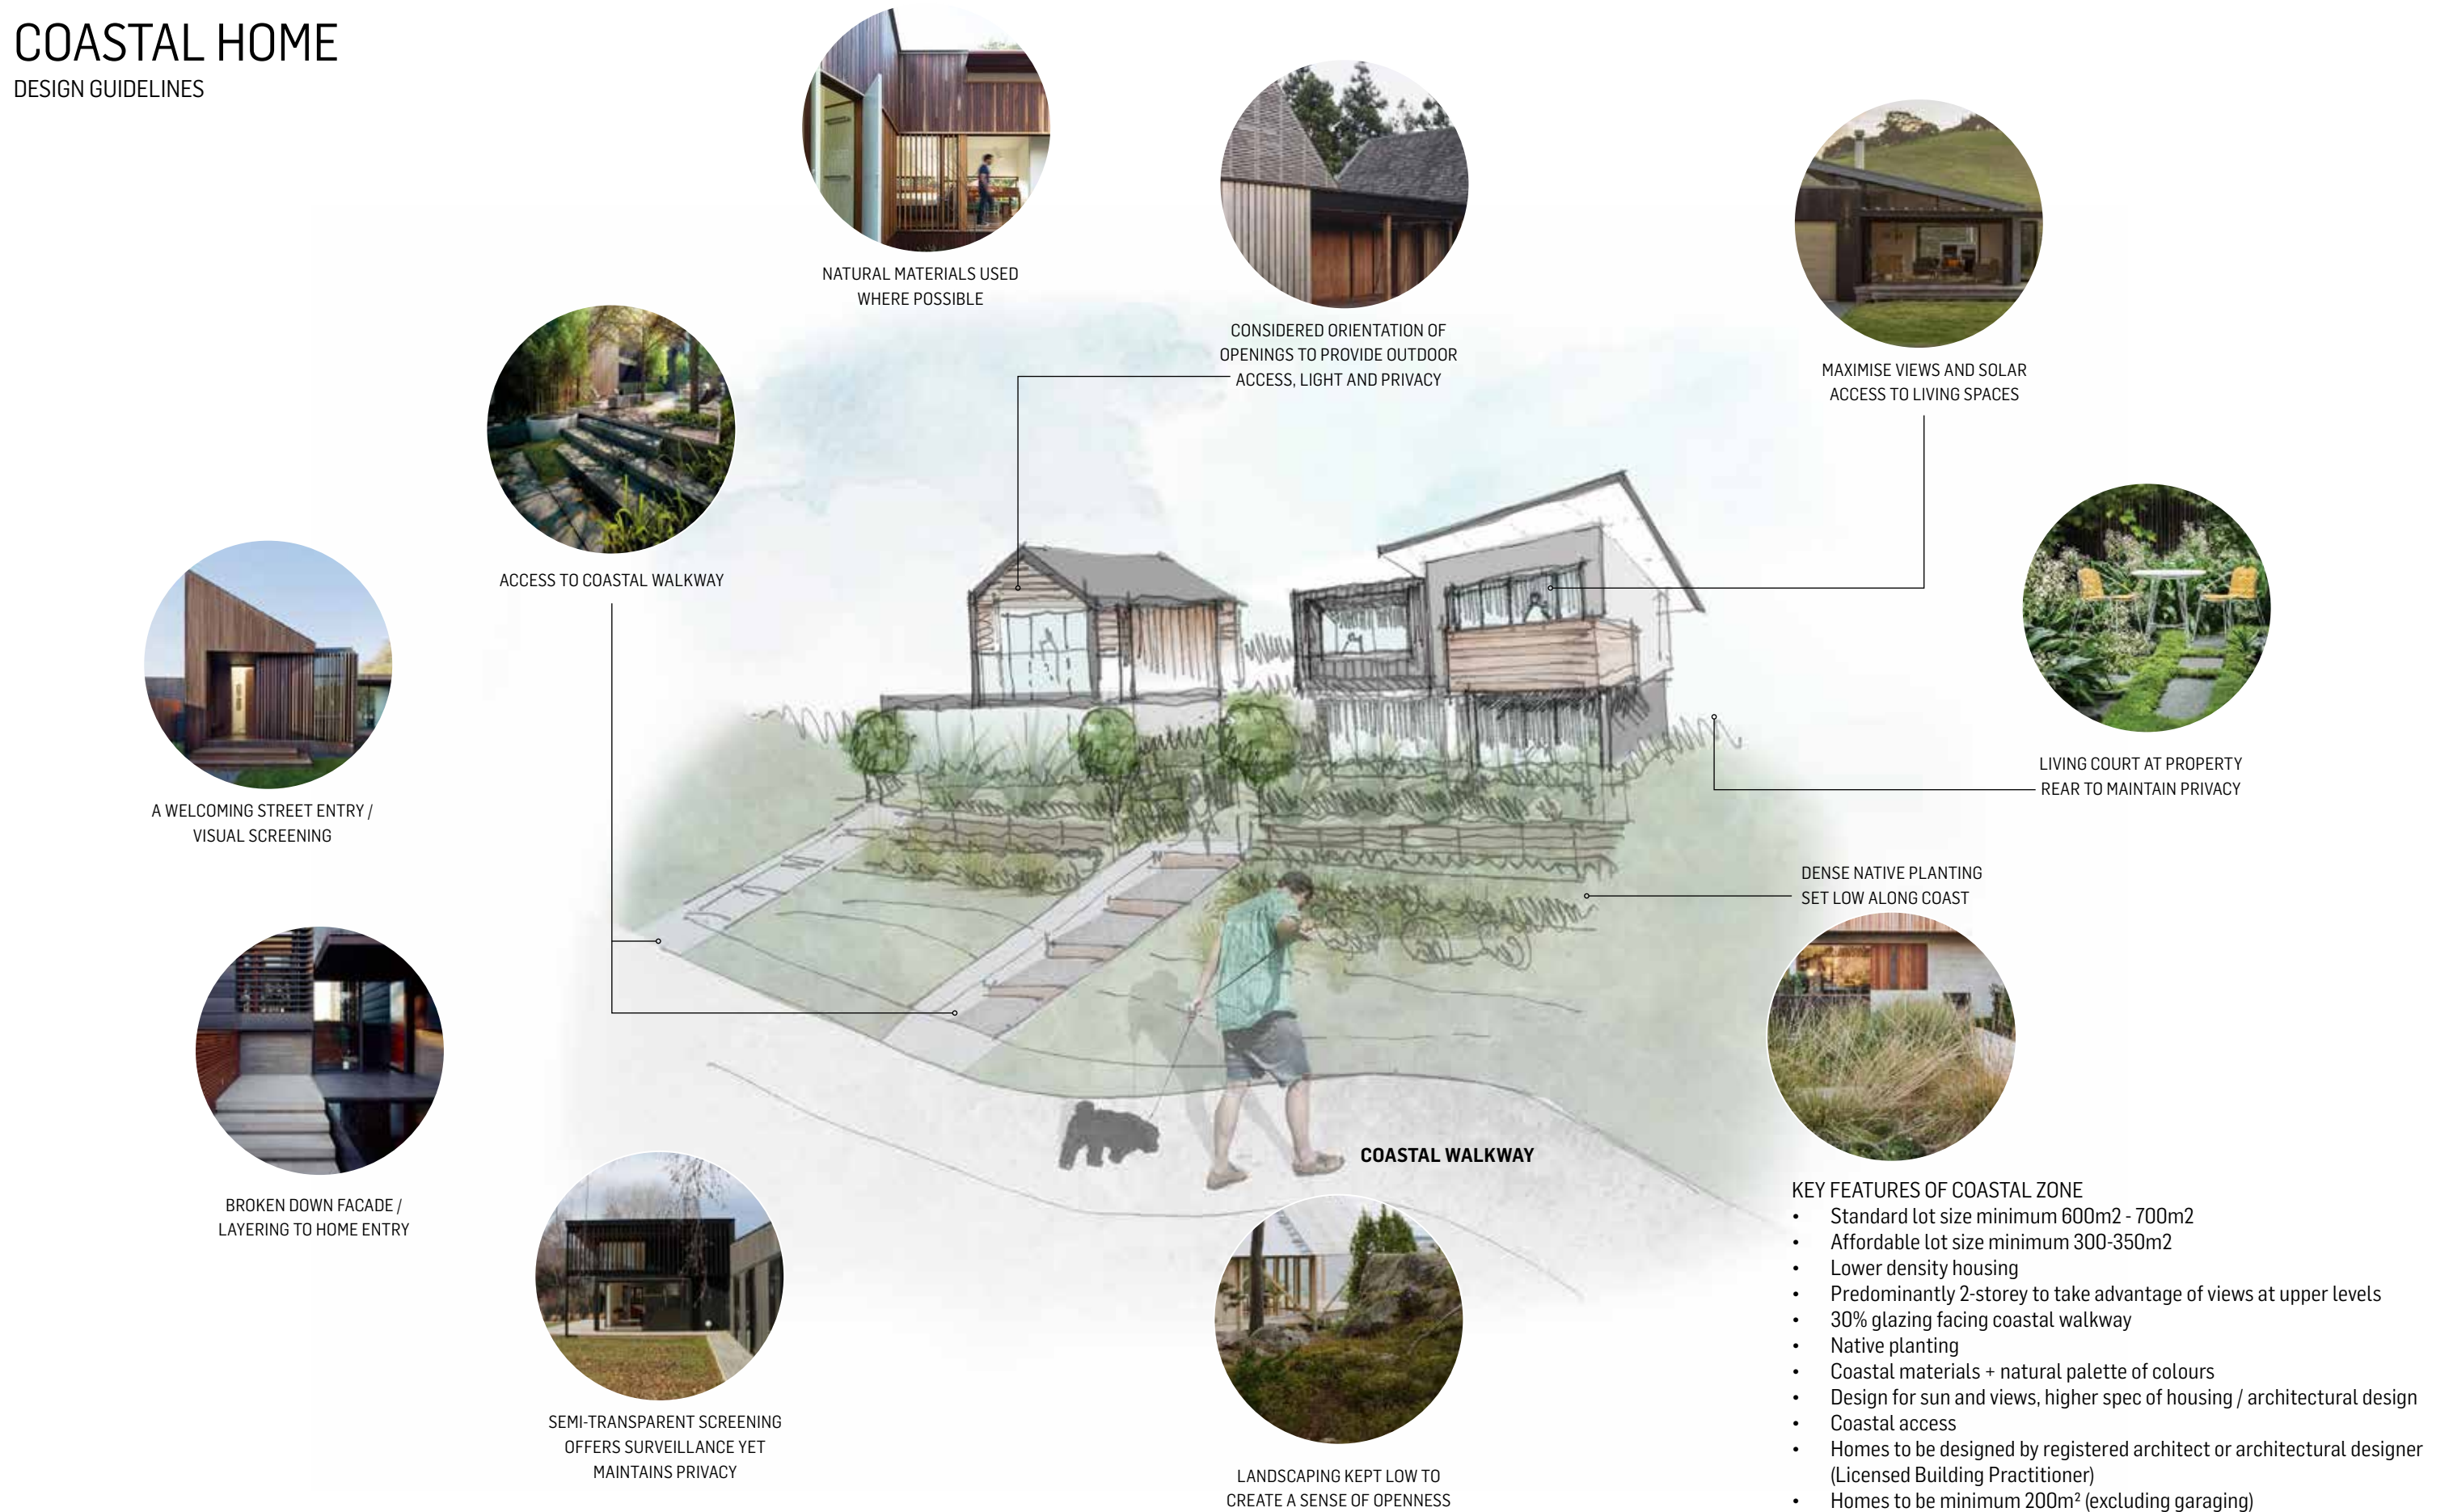 COASTAL HOME
DESIGN GUIDELINES
NATURAL MATERIALS USED
WHERE POSSIBLE
CONSIDERED ORIENTATION OF
OPENINGS TO PROVIDE OUTDOOR
ACCESS, LIGHT AND PRIVACY
MAXIMISE VIEWS AND SOLAR
ACCESS TO LIVING SPACES
ACCESS TO COASTAL WALKWAY
A WELCOMING STREET ENTRY /
VISUAL SCREENING
LIVING COURT AT PROPERTY
REAR TO MAINTAIN PRIVACY
DENSE NATIVE PLANTING
SET LOW ALONG COAST
BROKEN DOWN FACADE /
LAYERING TO HOME ENTRY
COASTAL WALKWAY
SEMI-TRANSPARENT SCREENING
OFFERS SURVEILLANCE YET
MAINTAINS PRIVACY
LANDSCAPING KEPT LOW TO
CREATE A SENSE OF OPENNESS
KEY FEATURES OF COASTAL ZONE
• Standard lot size minimum 600m2 - 700m2
• Affordable lot size minimum 300-350m2
• Lower density housing
• Predominantly 2-storey to take advantage of views at upper levels
• 30% glazing facing coastal walkway
• Native planting
• Coastal materials + natural palette of colours
• Design for sun and views, higher spec of housing / architectural design
• Coastal access
• Homes to be designed by registered architect or architectural designer
(Licensed Building Practitioner)
• Homes to be minimum 200m² (excluding garaging)